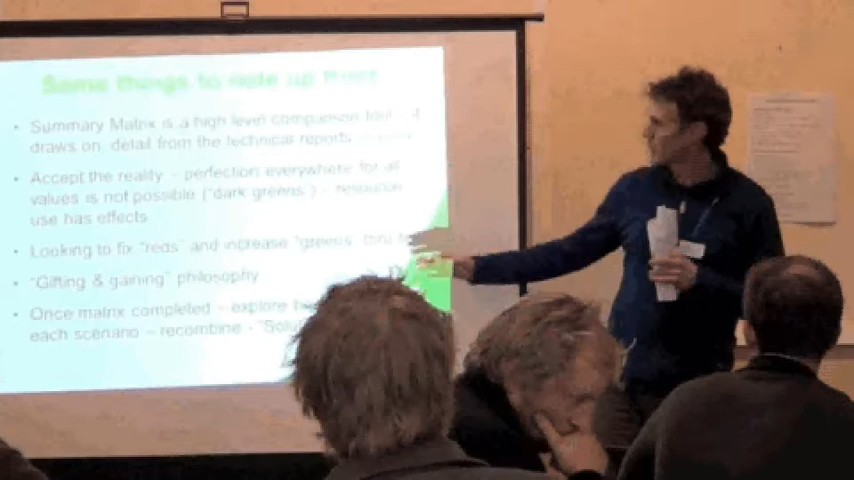 Some things to note up front
• Summary Matrix is a high level comparison tool
draws on detail from the technical reports
• Accept the reality – perfection everywhere for all
values is not possible ("dark greens") – resource
use has effects
• Looking to fix "reds" and increase "greens" thru
• "Gifting & gaining" philosophy
• Once matrix completed – explore
each scenario – recombine -